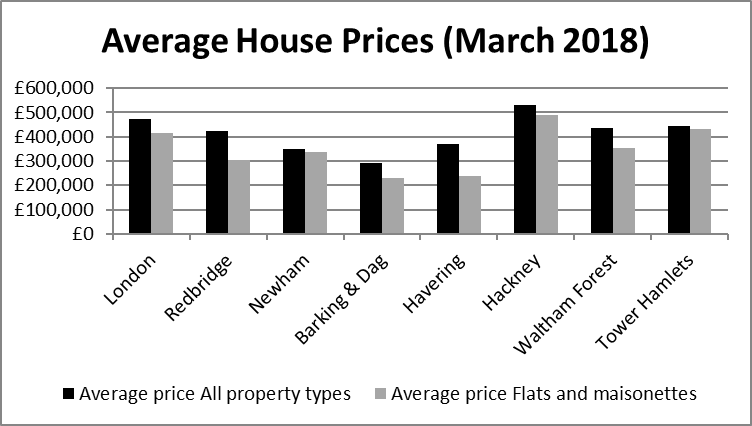 Average House Prices (March 2018)
£600,000
£500,000
£400,000
£300,000
£200,000
£100,000
£0
London
Redbridge
Newham
Barking & Dag
Havering
Hackney
Waltham Forest
Tower Hamlets
Average price All property types
Average price Flats and maisonettes